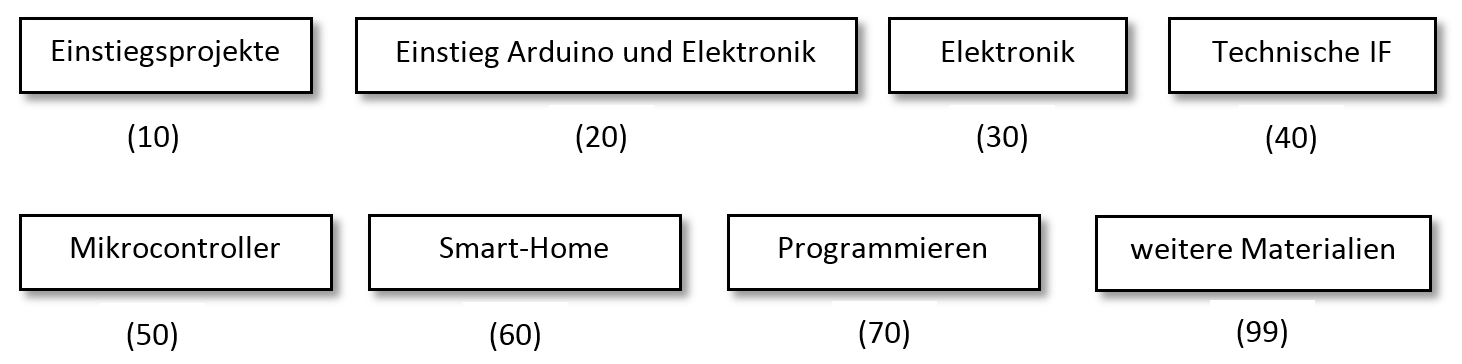 Einstiegsprojekte
Einstieg Arduino und Elektronik
Elektronik
Technische IF
(10)
(20)
(30)
(40)
Mikrocontroller
Smart-Home
Programmieren
weitere Materialien
(50)
(60)
(70)
(99)